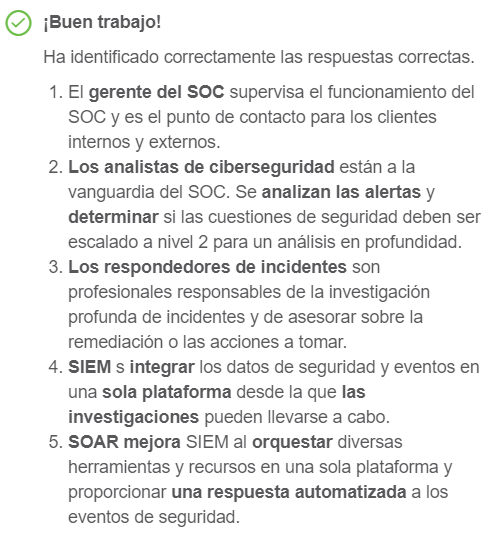 ¡Buen trabajo!
Ha identificado correctamente las respuestas correctas.
1. El gerente del SOC supervisa el funcionamiento del
SOC y es el punto de contacto para los clientes
internos y externos.
2. Los analistas de ciberseguridad están a la
vanguardia del SOC. Se analizan las alertas y
determinar si las cuestiones de seguridad deben ser
escalado a nivel 2 para un análisis en profundidad.
3. Los respondedores de incidentes son
profesionales responsables de la investigación
profunda de incidentes y de asesorar sobre la
remediación o las acciones a tomar.
4. SIEM s integrar los datos de seguridad y eventos en
una sola plataforma desde la que las
investigaciones pueden llevarse a cabo.
5. SOAR mejora SIEM al orquestar diversas
herramientas y recursos en una sola plataforma y
proporcionar una respuesta automatizada a los
eventos de seguridad.